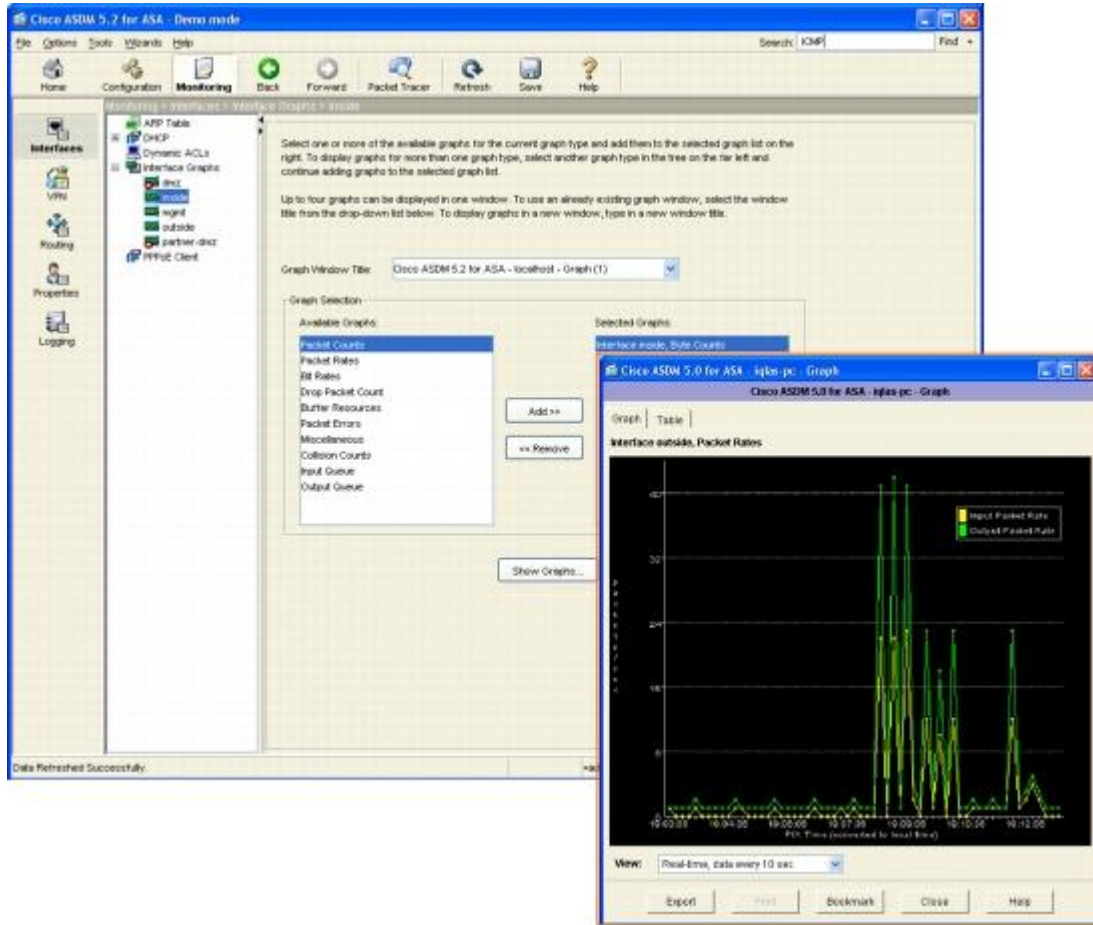 Cisco ASDM 5.2 for ASA - Demo mode
File Options Tools Wizards Help
Search: ICMP Find
Home Configuration Monitoring Back Forward Packet Tracer Refresh Save Help
Monitoring > Interfaces > Interface Graphs > inside
Interfaces
VPN
Routing
Properties
Logging
ARP Table
DHCP
Dynamic ACLs
Interface Graphs
dmz
inside
mgmt
outside
partner-dmz
PPPoE Client
Select one or more of the available graphs for the current graph type and add them to the selected graph list on the
right. To display graphs for more than one graph type, select another graph type in the tree on the far left and
continue adding graphs to the selected graph list.
Up to four graphs can be displayed in one window. To use an already existing graph window, select the window
title from the drop-down list below. To display graphs in a new window, type in a new window title.
Graph Window Title: Cisco ASDM 5.2 for ASA - localhost - Graph (1)
Graph Selection
Available Graphs:
Packet Counts
Packet Rates
Bit Rates
Drop Packet Count
Buffer Resources
Packet Errors
Miscellaneous
Collision Counts
Input Queue
Output Queue
Add >>
<< Remove
Selected Graphs:
Interface inside, Byte Counts
Show Graphs...
Data Refreshed Successfully.
Cisco ASDM 5.0 for ASA - iqlas-pc - Graph
Cisco ASDM 5.0 for ASA - iqlas-pc - Graph
Graph Table
Interface outside, Packet Rates
Input Packet Rate
Output Packet Rate
40
32
24
16
8
0
PIX Time (converted to local time)
View: Real-time, data every 10 sec
Export Print Bookmark Close Help